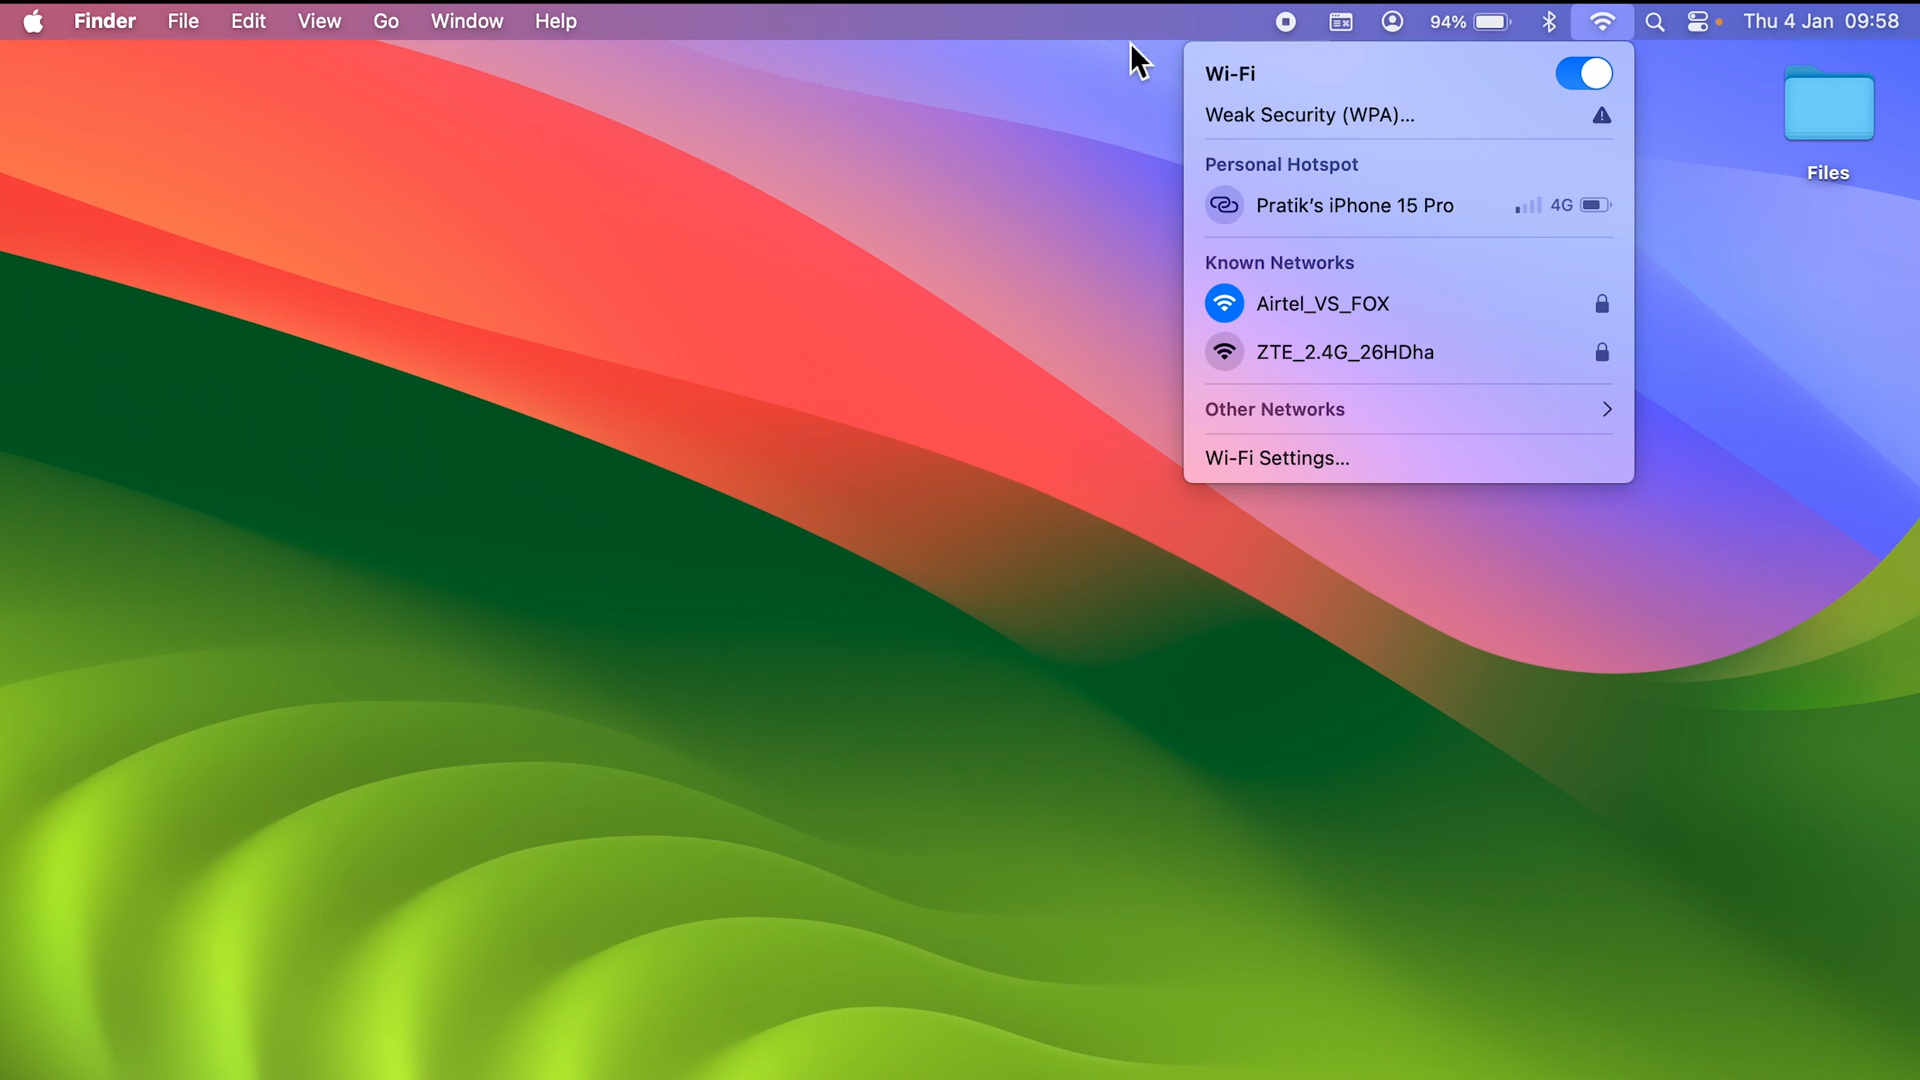 Finder File Edit View Go Window Help 94% Thu 4 Jan 09:58
Wi-Fi
Weak Security (WPA)...
Personal Hotspot
Pratik's iPhone 15 Pro 4G
Known Networks
Airtel_VS_FOX
ZTE_2.4G_26HDha
Other Networks
Wi-Fi Settings...
Files